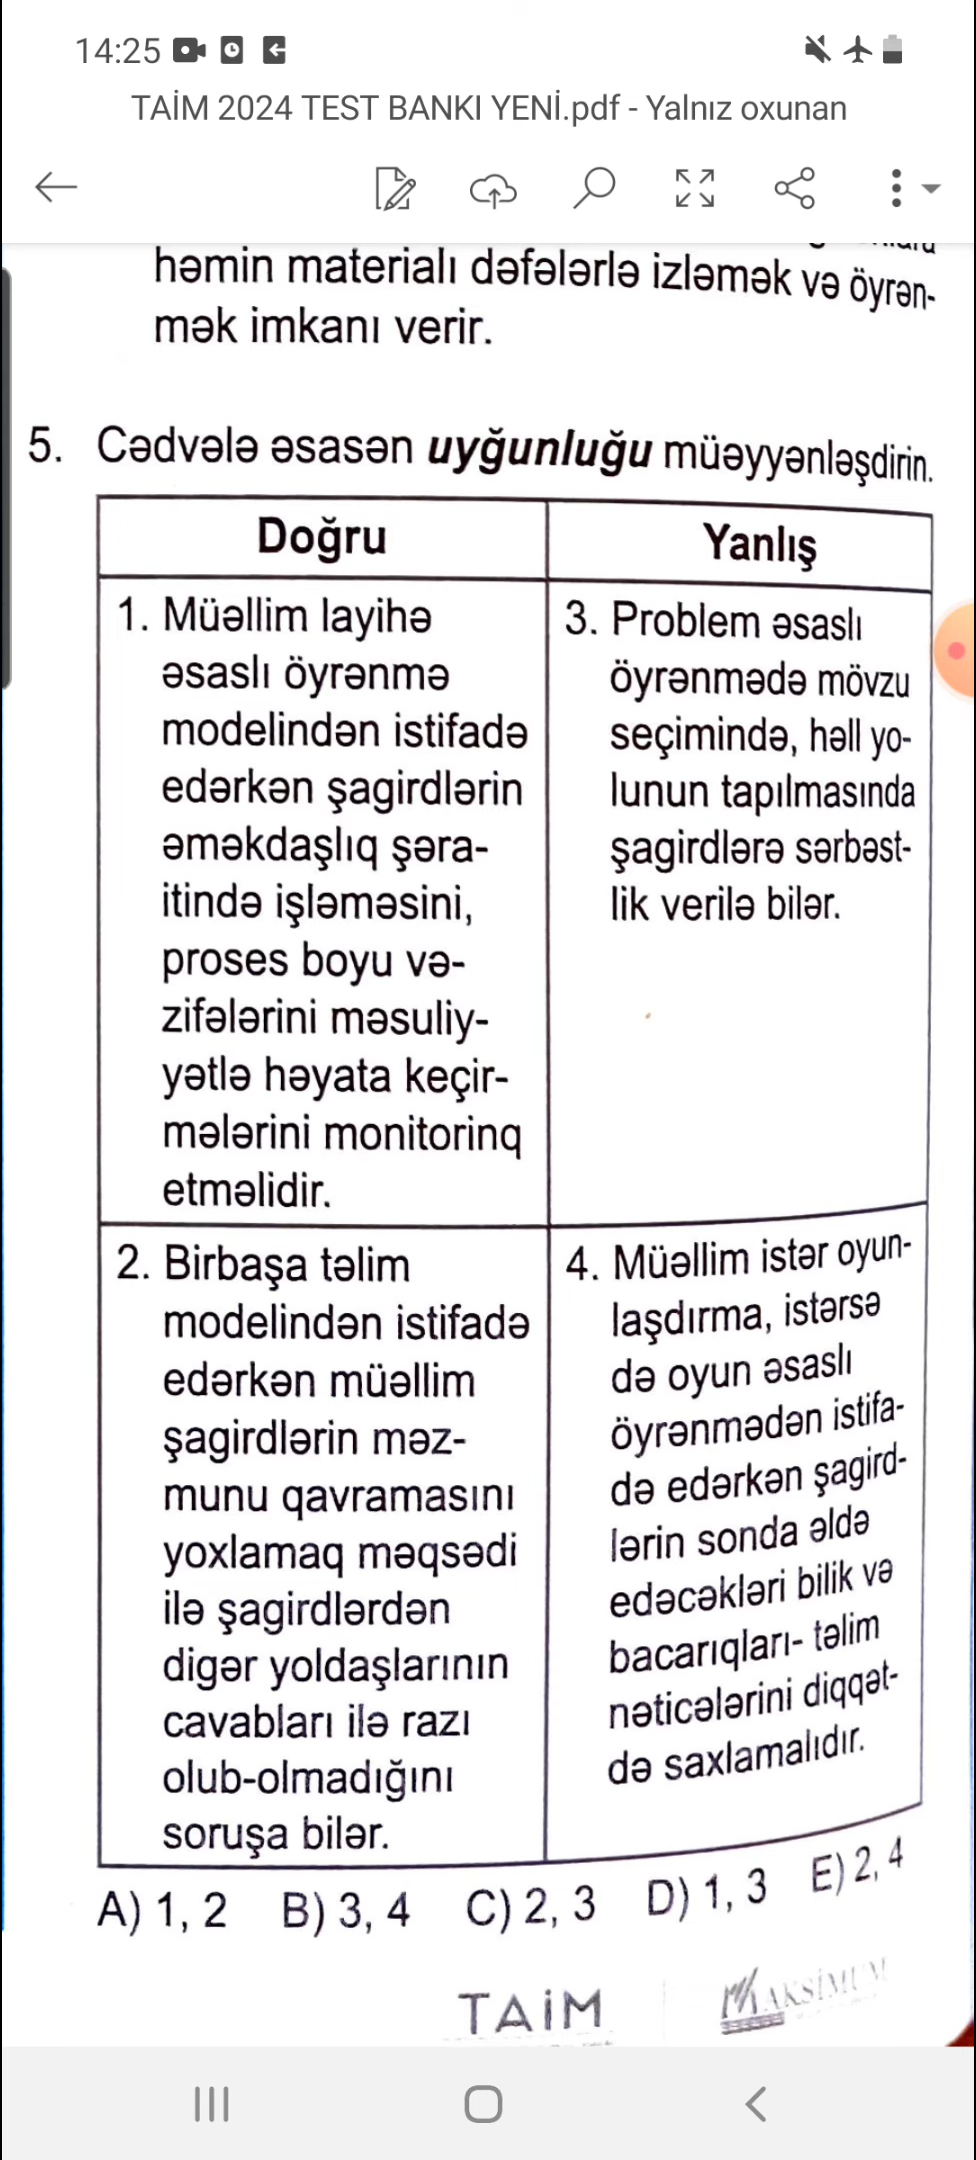 14:25
TAİM 2024 TEST BANKI YENİ.pdf - Yalnız oxunan
həmin materialı dəfələrlə izləmək və öyrən-
mək imkanı verir.
5. Cədvələ əsasən uyğunluğu müəyyənləşdirin.
Doğru
Yanlış
1. Müəllim layihə
əsaslı öyrənmə
modelindən istifadə
edərkən şagirdlərin
əməkdaşlıq şəra-
itində işləməsini,
proses boyu və-
zifələrini məsuliy-
yətlə həyata keçir-
mələrini monitorinq
etməlidir.
3. Problem əsaslı
öyrənmədə mövzu
seçimində, həll yo-
lunun tapılmasında
şagirdlərə sərbəst-
lik verilə bilər.
2. Birbaşa təlim
modelindən istifadə
edərkən müəllim
şagirdlərin məz-
munu qavramasını
yoxlamaq məqsədi
ilə şagirdlərdən
digər yoldaşlarının
cavabları ilə razı
olub-olmadığını
soruşa bilər.
4. Müəllim istər oyun-
laşdırma, istərsə
də oyun əsaslı
öyrənmədən istifa-
də edərkən şagird-
lərin sonda əldə
edəcəkləri bilik və
bacarıqları- təlim
nəticələrini diqqət-
də saxlamalıdır.
A) 1, 2 B) 3, 4 C) 2, 3 D) 1, 3 E) 2, 4
TAİM
MAKSİMUM